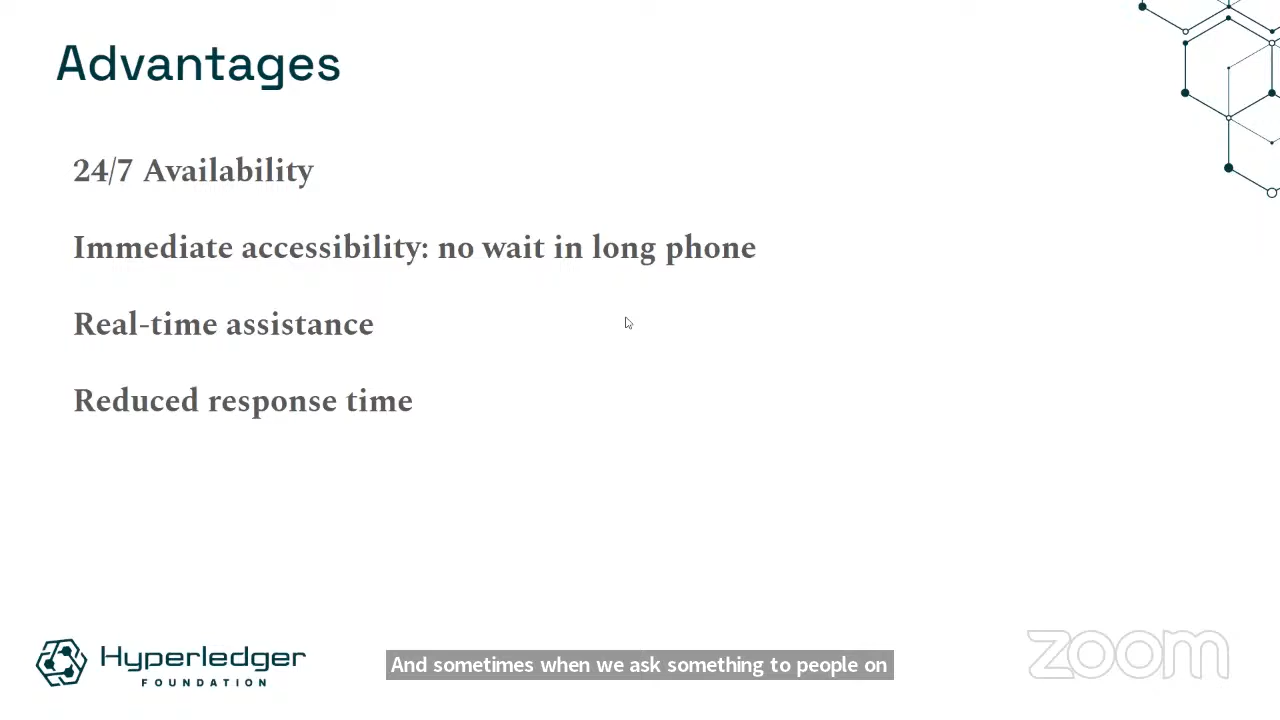 Advantages
24/7 Availability
Immediate accessibility: no wait in long phone
Real-time assistance
Reduced response time
Hyperledger
FOUNDATION
And sometimes when we ask something to people on
zoom